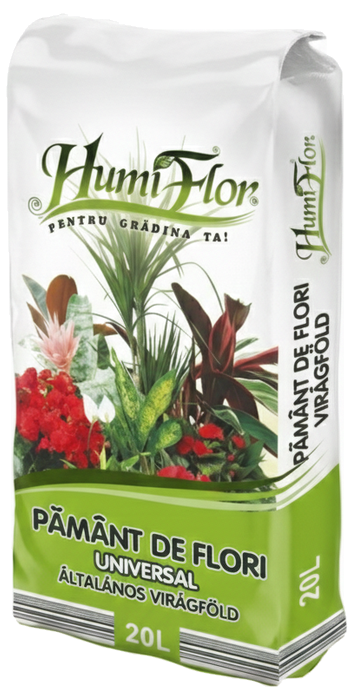 HumiFlor®
PENTRU GRĂDINA TA!
PĂMÂNT DE FLORI
UNIVERSAL
ÁLTALÁNOS VIRÁGFÖLD
20L
HumiFlor®
PĂMÂNT DE FLORI
VIRÁGFÖLD
20L